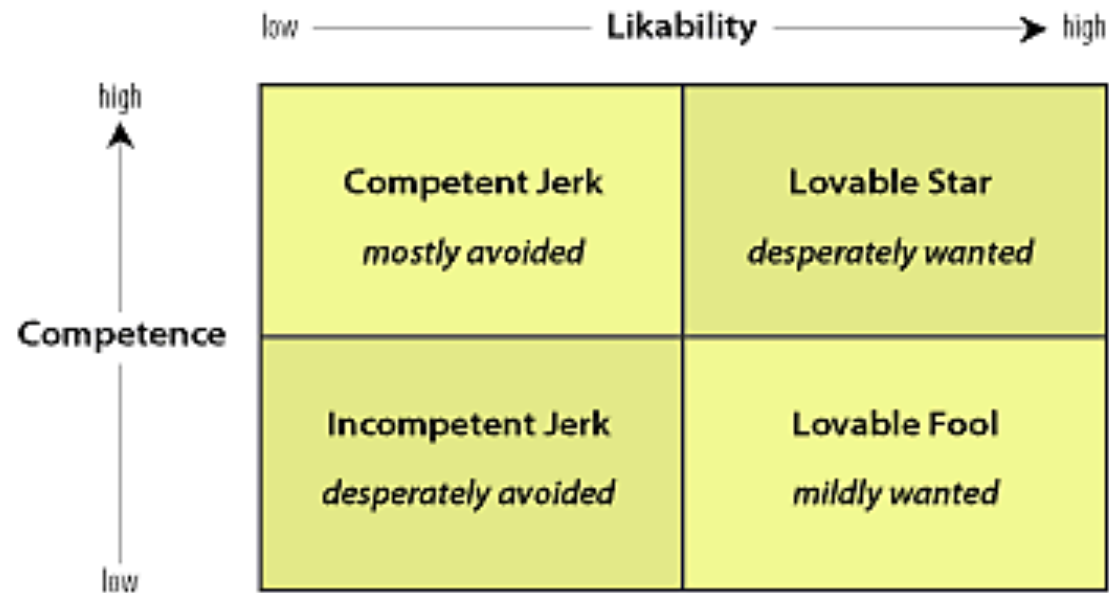 low Likability high
high
Competent Jerk
mostly avoided
Lovable Star
desperately wanted
Competence
Incompetent Jerk
desperately avoided
Lovable Fool
mildly wanted
low